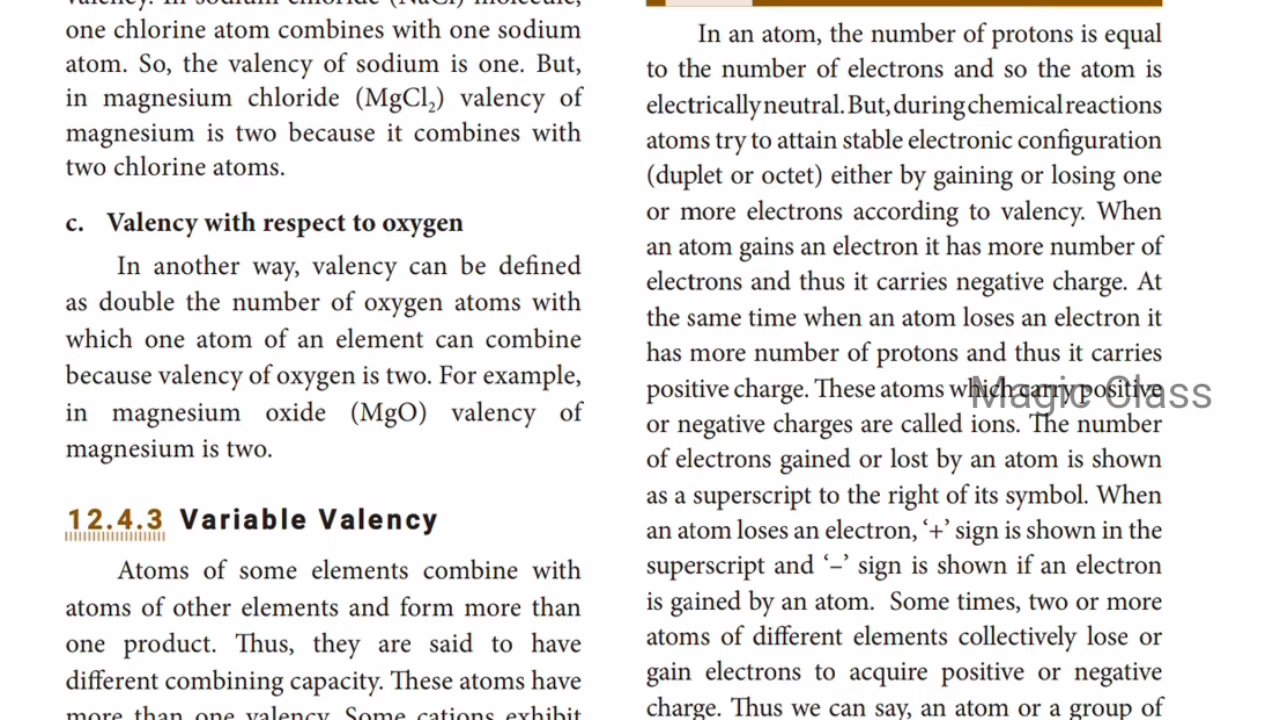 valency. In sodium chloride (NaCl) molecule,
one chlorine atom combines with one sodium
atom. So, the valency of sodium is one. But,
in magnesium chloride (MgCl₂) valency of
magnesium is two because it combines with
two chlorine atoms.
c. Valency with respect to oxygen
In another way, valency can be defined
as double the number of oxygen atoms with
which one atom of an element can combine
because valency of oxygen is two. For example,
in magnesium oxide (MgO) valency of
magnesium is two.
12.4.3 Variable Valency
Atoms of some elements combine with
atoms of other elements and form more than
one product. Thus, they are said to have
different combining capacity. These atoms have
more than one valency. Some cations exhibit
In an atom, the number of protons is equal
to the number of electrons and so the atom is
electrically neutral. But, during chemical reactions
atoms try to attain stable electronic configuration
(duplet or octet) either by gaining or losing one
or more electrons according to valency. When
an atom gains an electron it has more number of
electrons and thus it carries negative charge. At
the same time when an atom loses an electron it
has more number of protons and thus it carries
positive charge. These atoms which carry positive
or negative charges are called ions. The number
of electrons gained or lost by an atom is shown
as a superscript to the right of its symbol. When
an atom loses an electron, ‘+’ sign is shown in the
superscript and ‘–’ sign is shown if an electron
is gained by an atom. Some times, two or more
atoms of different elements collectively lose or
gain electrons to acquire positive or negative
charge. Thus we can say, an atom or a group of
Magic Class